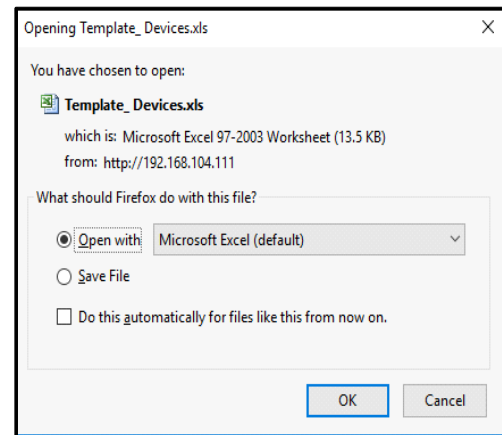 Opening Template_ Devices.xls
You have chosen to open:
Template_ Devices.xls
which is: Microsoft Excel 97-2003 Worksheet (13.5 KB)
from: http://192.168.104.111
What should Firefox do with this file?
Open with Microsoft Excel (default)
Save File
Do this automatically for files like this from now on.
OK Cancel